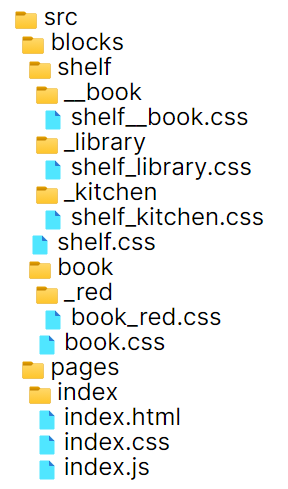 src
blocks
shelf
__book
shelf__book.css
_library
shelf_library.css
_kitchen
shelf_kitchen.css
shelf.css
book
_red
book_red.css
book.css
pages
index
index.html
index.css
index.js